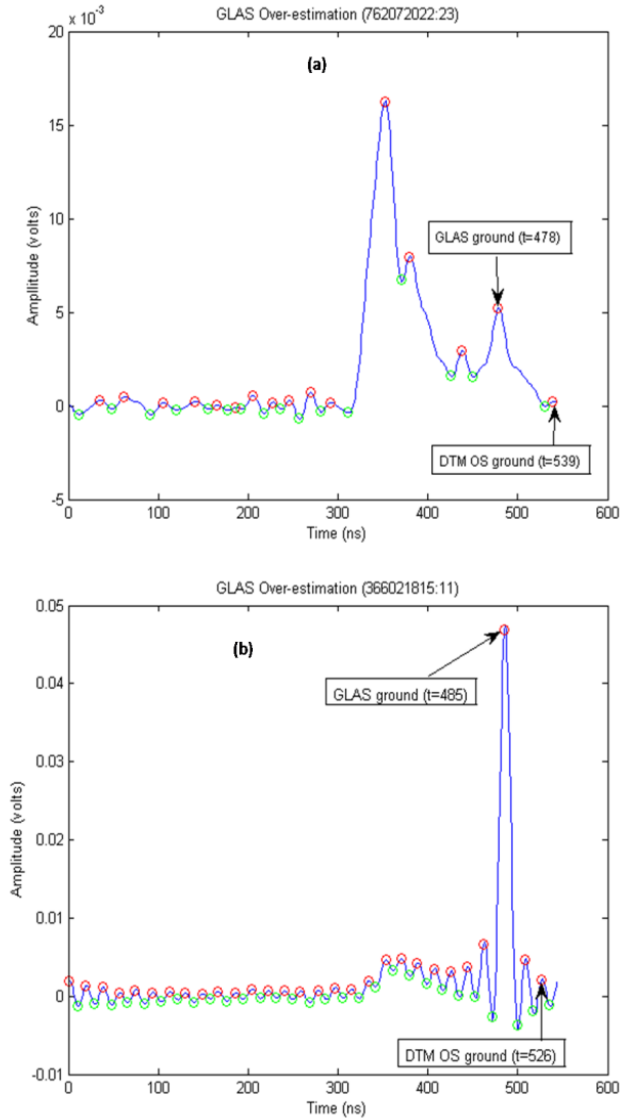 GLAS Over-estimation (762072022:23)
x 10⁻³
(a)
20
15
10
5
0
-5
Ampllitude (volts)
GLAS ground (t=478)
DTM OS ground (t=539)
0 100 200 300 400 500 600
Time (ns)
GLAS Over-estimation (366021815:11)
(b)
0.05
0.04
0.03
0.02
0.01
0
-0.01
Amplitude (volts)
GLAS ground (t=485)
DTM OS ground (t=526)
0 100 200 300 400 500 600
Time (ns)